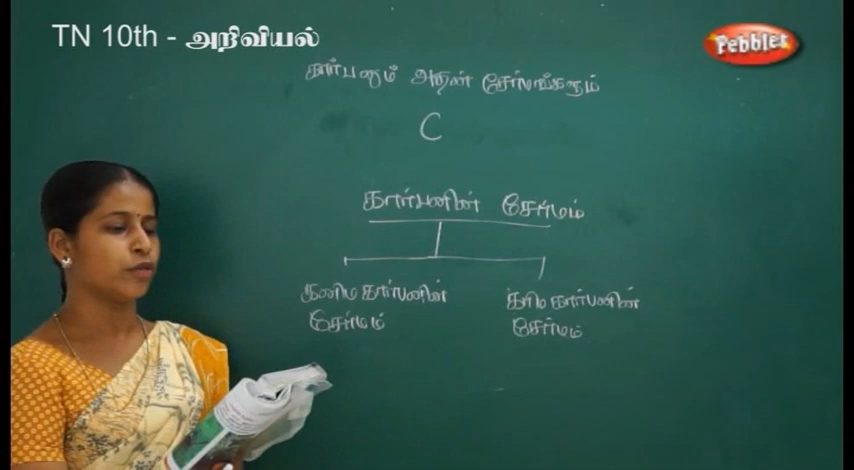 TN 10th - அறிவியல்
Pebbles
கார்பனும் அதன் சேர்மங்களும்
C
கார்பனின் சேர்மம்
கனிம கார்பனின் கரிம கார்பனின்
சேர்மம் சேர்மம்